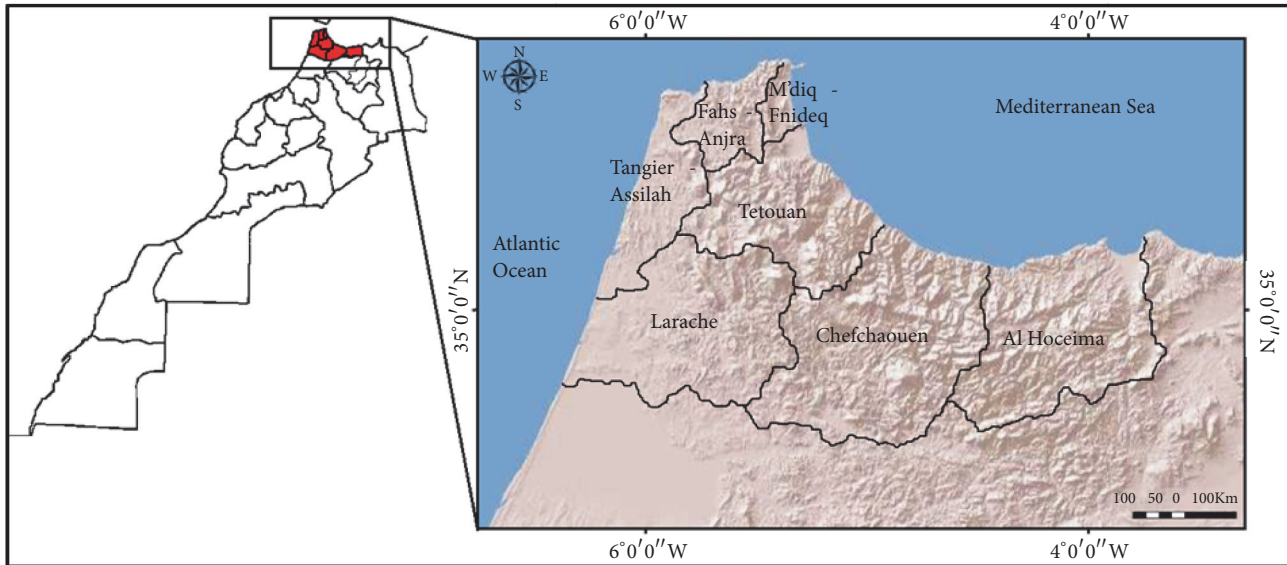 6°0′0″W
4°0′0″W
N
W
E
S
M'diq -
Fnideq
Fahs -
Anjra
Mediterranean Sea
Tangier -
Assilah
Tetouan
Atlantic
Ocean
35°0′0″N
35°0′0″N
Larache
Chefchaouen
Al Hoceima
100 50 0 100Km
6°0′0″W
4°0′0″W